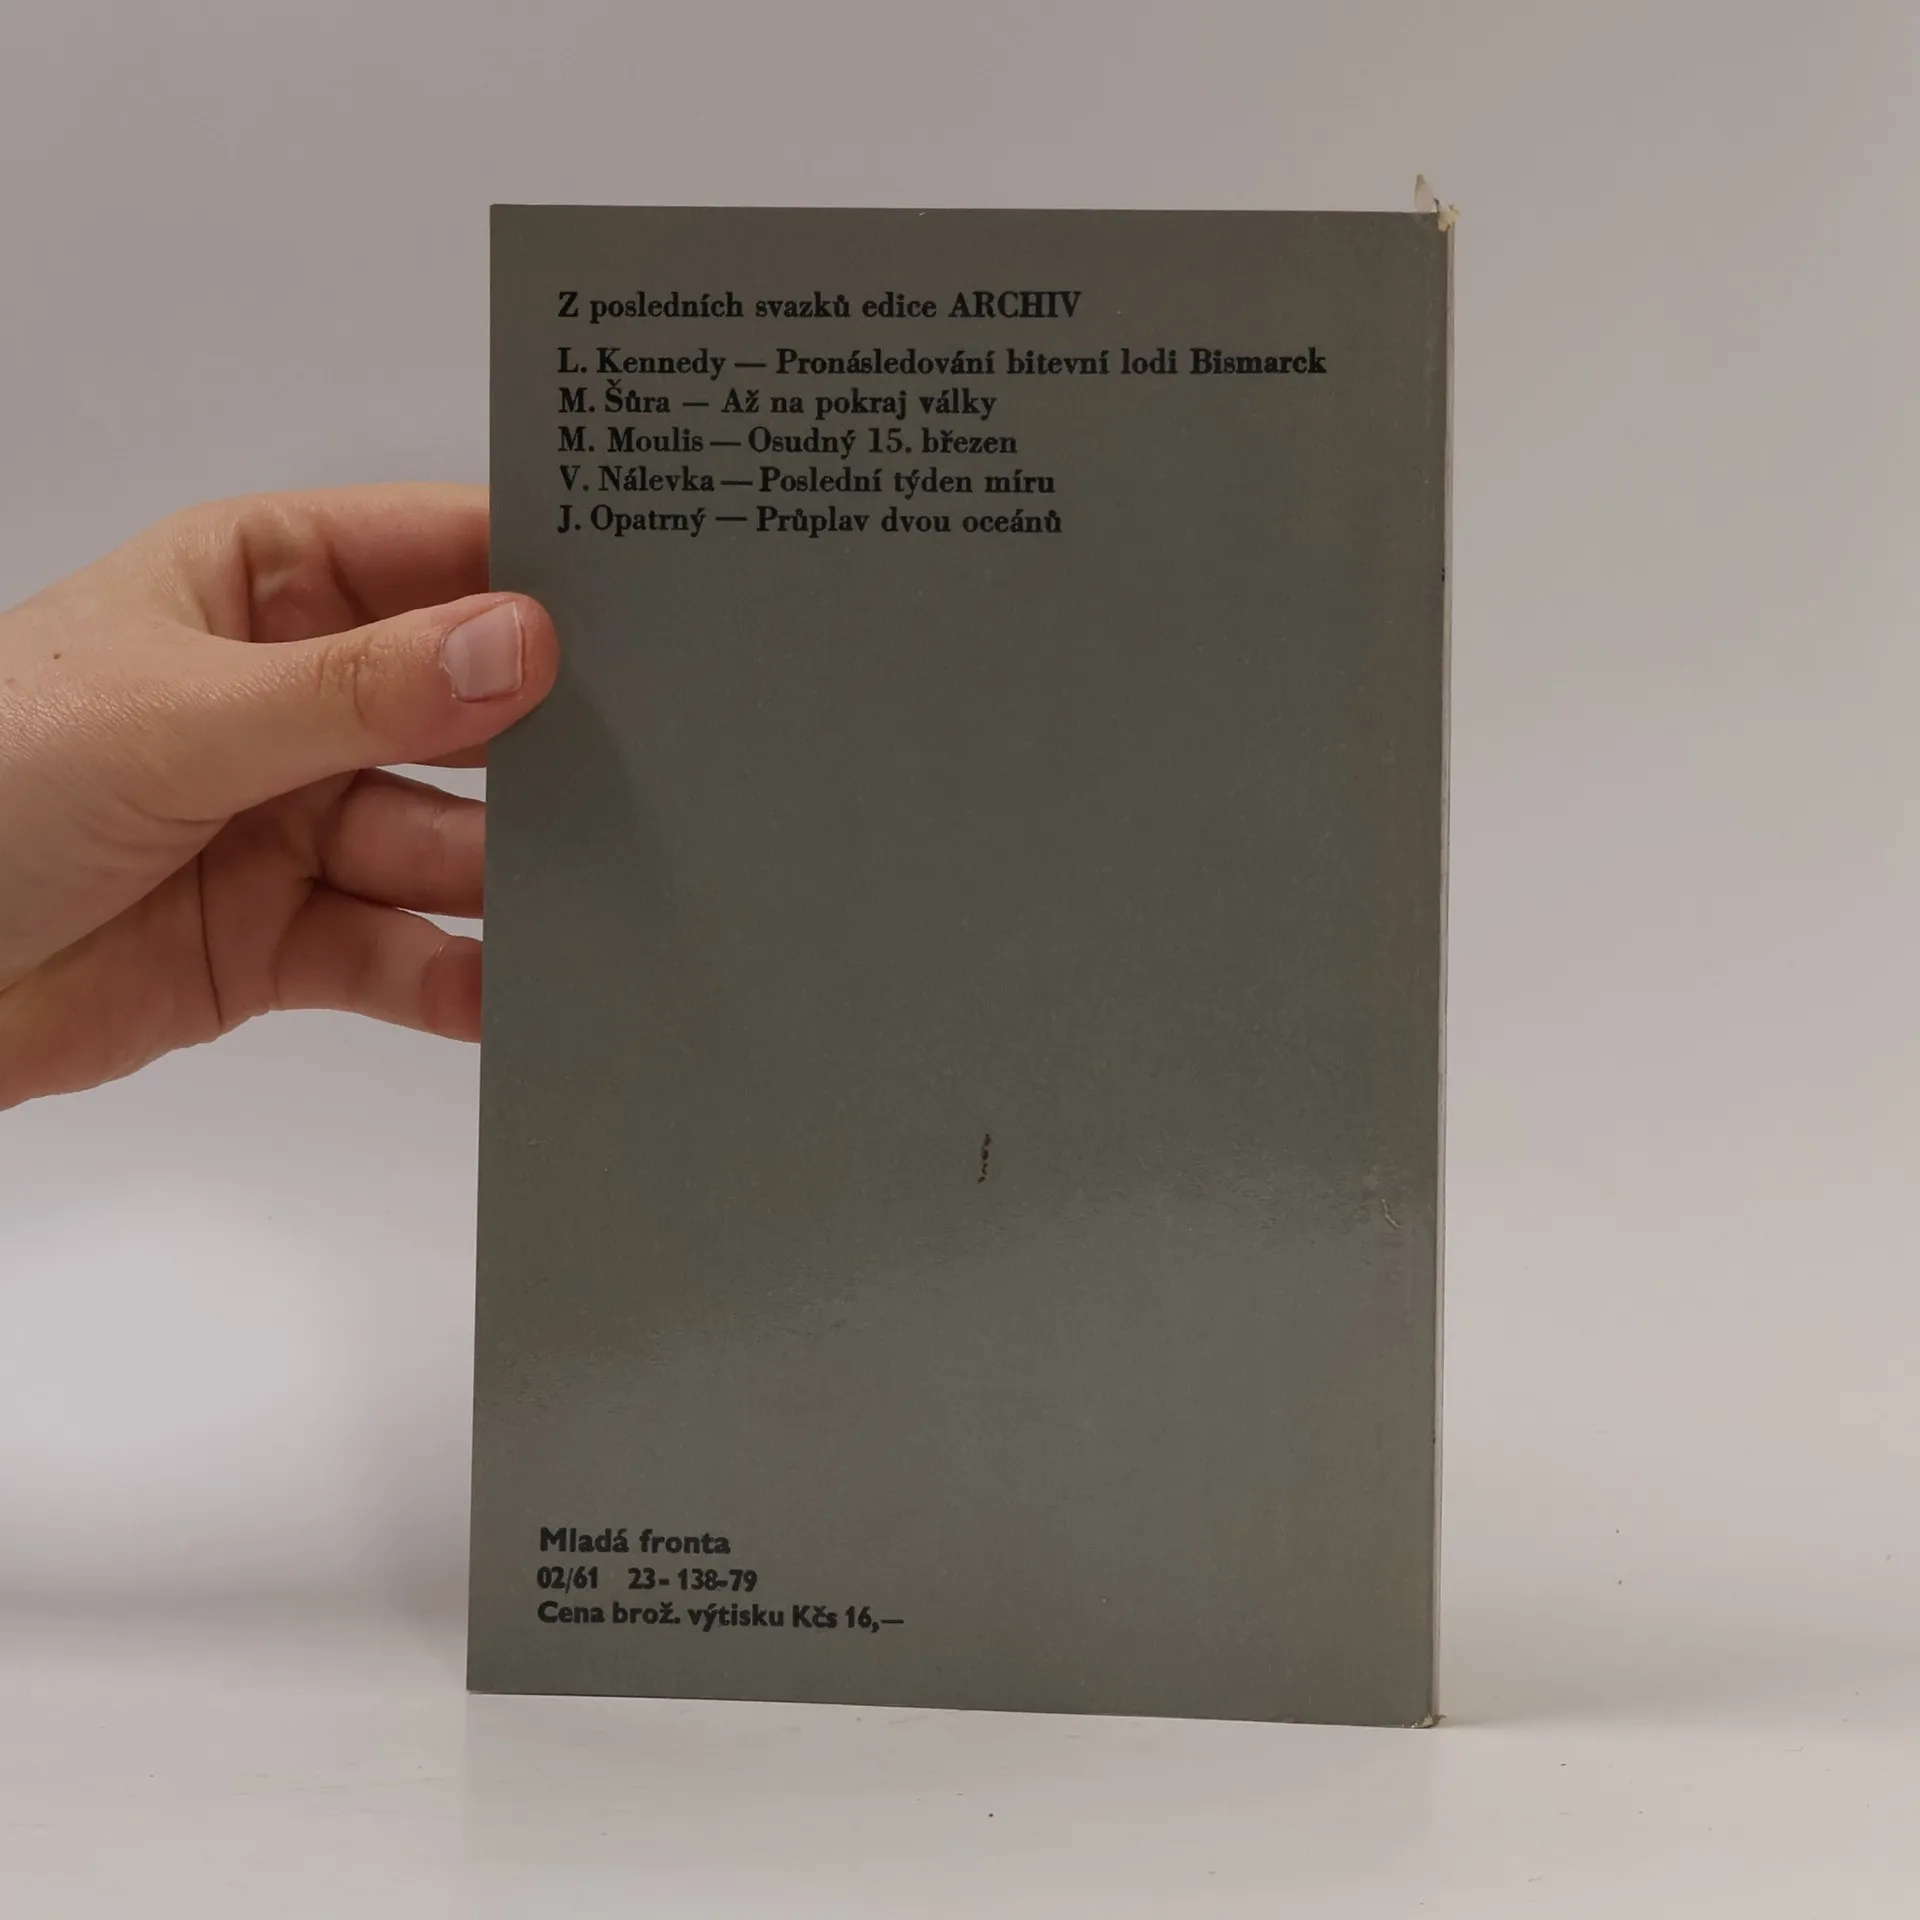 Z posledních svazků edice ARCHIV
L. Kennedy — Pronásledování bitevní lodi Bismarck
M. Šůra — Až na pokraj války
M. Moulis — Osudný 15. březen
V. Nálevka — Poslední týden míru
J. Opatrný — Průplav dvou oceánů
Mladá fronta
02/61 23-138-79
Cena brož. výtisku Kčs 16,—